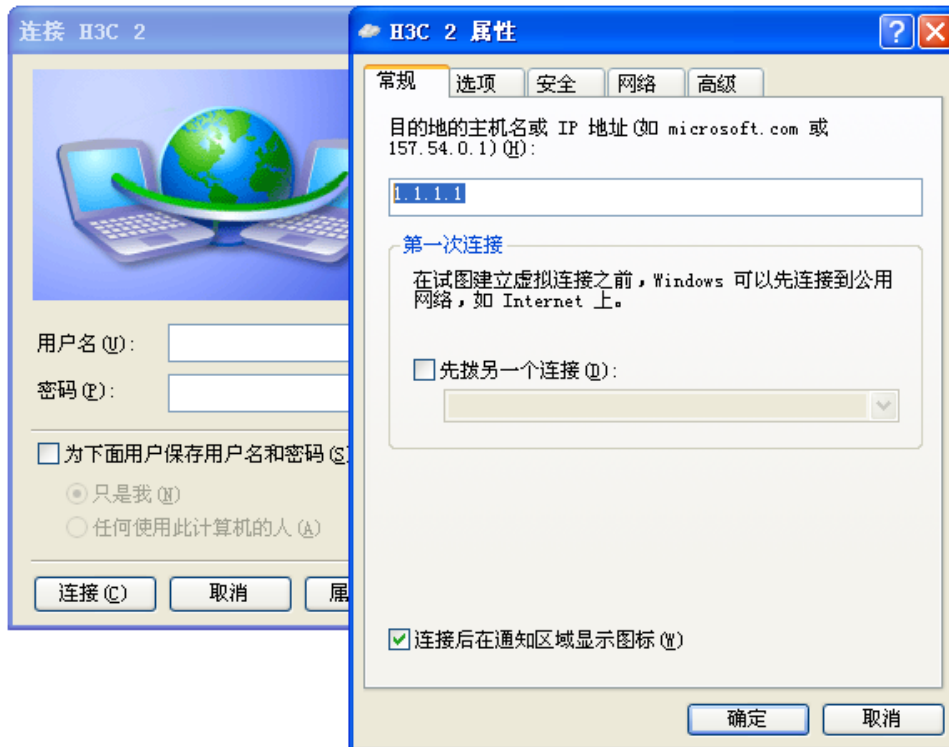 连接 H3C 2
用户名(U):
密码(P):
为下面用户保存用户名和密码(S)
只是我(N)
任何使用此计算机的人(A)
连接(C)
取消
属
H3C 2 属性
常规
选项
安全
网络
高级
目的地的主机名或 IP 地址(如 microsoft.com 或
157.54.0.1)(H):
1.1.1.1
第一次连接
在试图建立虚拟连接之前，Windows 可以先连接到公用
网络，如 Internet 上。
先拨另一个连接(D):
连接后在通知区域显示图标(W)
确定
取消